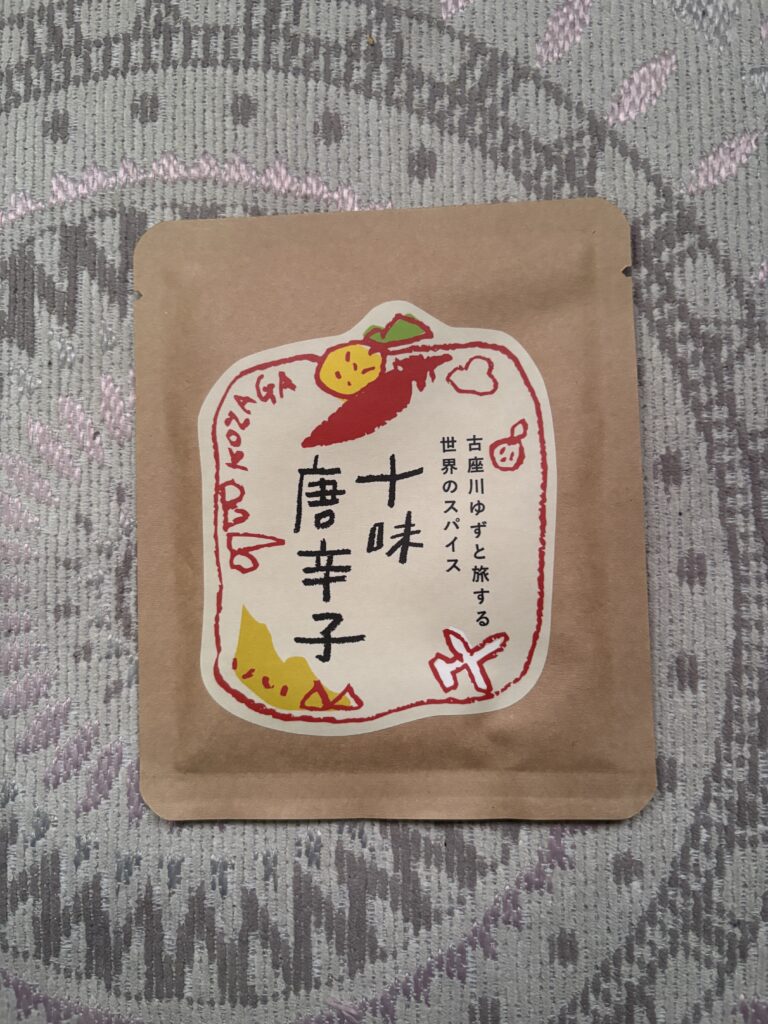 KOZAGA
古座川ゆずと旅する
世界のスパイス
十味
唐辛子